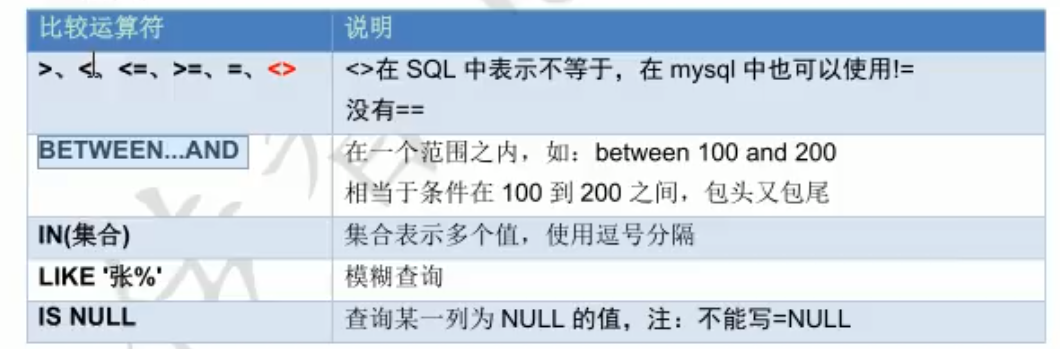 比较运算符 说明
>、<、<=、>=、=、<> <>在 SQL 中表示不等于，在 mysql 中也可以使用!=
没有==
BETWEEN...AND 在一个范围之内，如：between 100 and 200
相当于条件在 100 到 200 之间，包头又包尾
IN(集合) 集合表示多个值，使用逗号分隔
LIKE '张%' 模糊查询
IS NULL 查询某一列为 NULL 的值，注：不能写=NULL